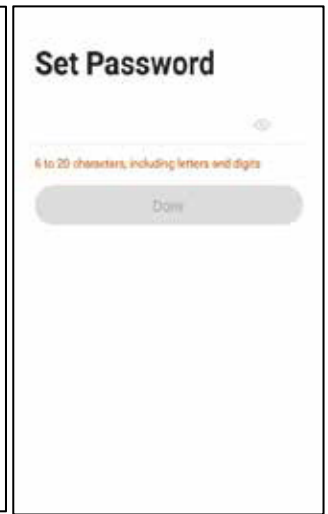 Set Password
6 to 20 characters, including letters and digits
Done